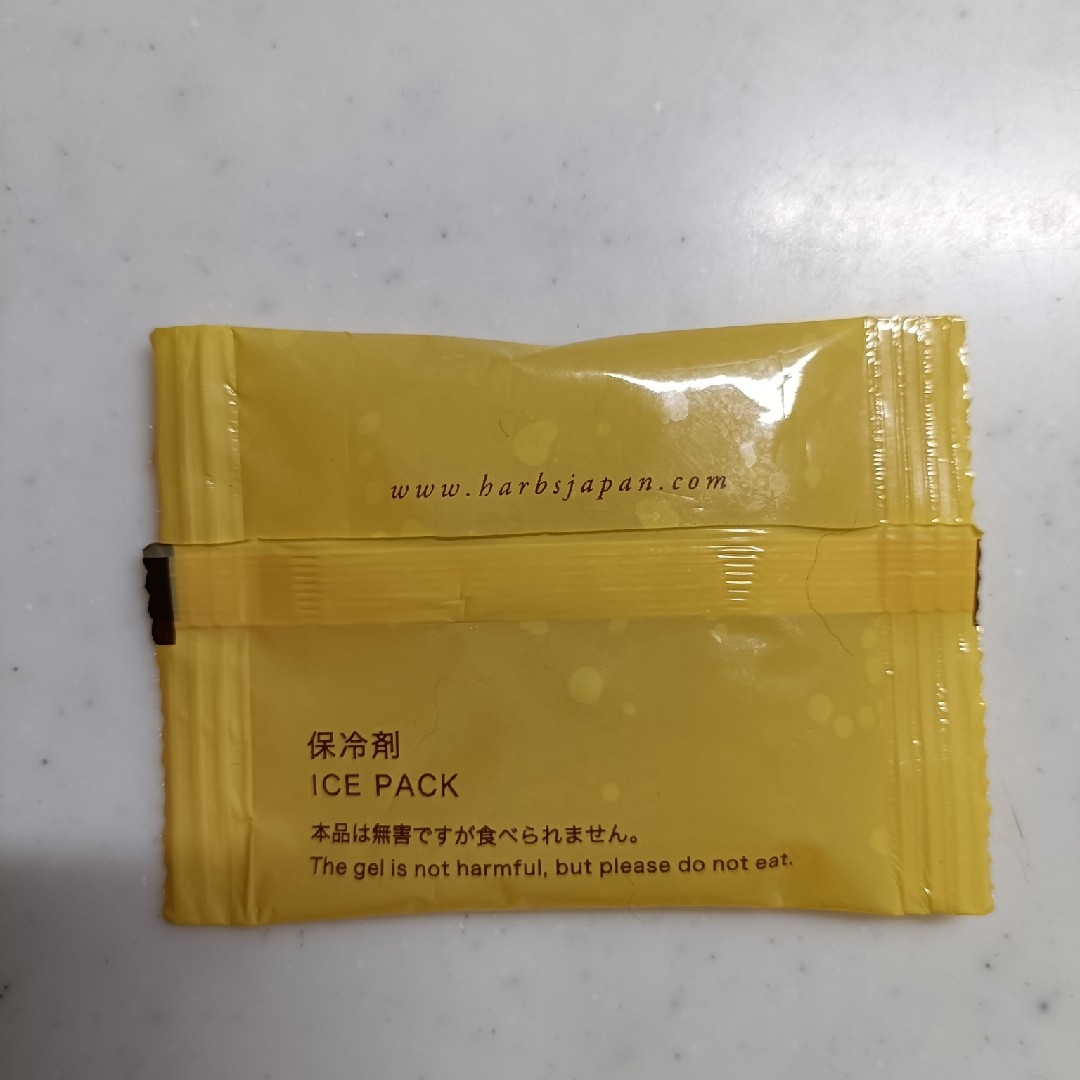 www.harbsjapan.com
保冷剤
ICE PACK
本品は無害ですが食べられません。
The gel is not harmful, but please do not eat.